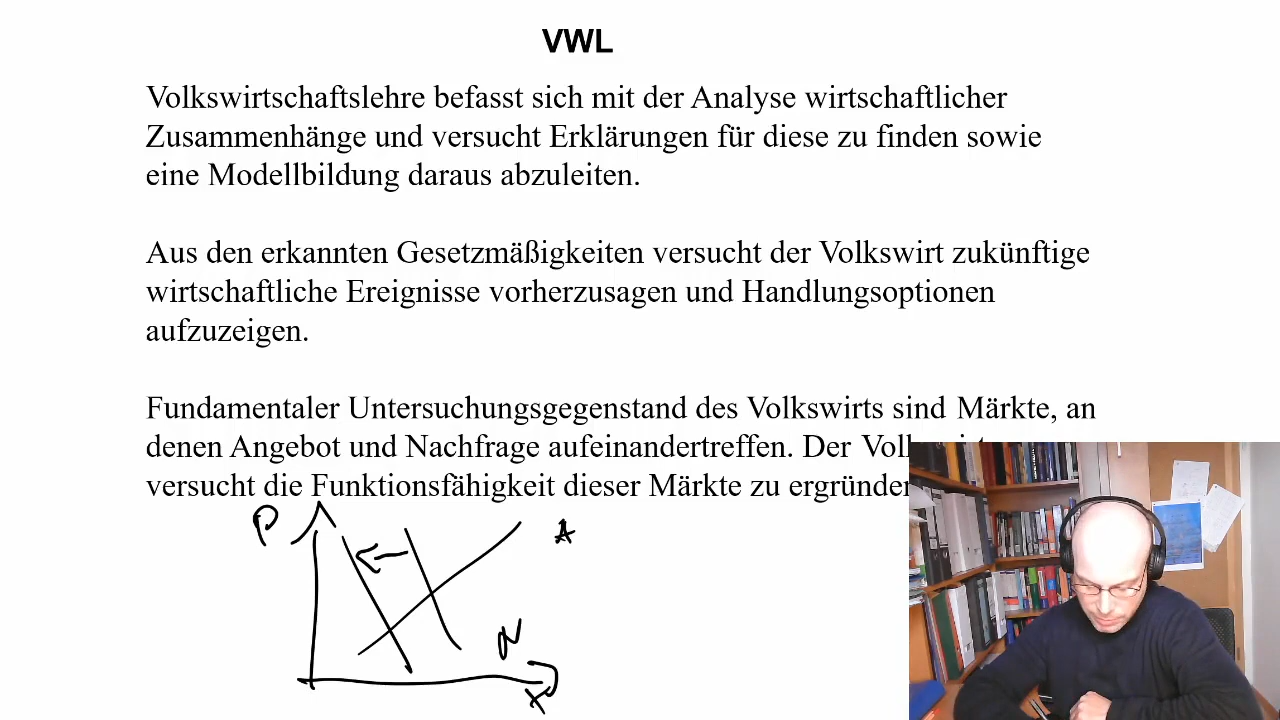 VWL
Volkswirtschaftslehre befasst sich mit der Analyse wirtschaftlicher
Zusammenhänge und versucht Erklärungen für diese zu finden sowie
eine Modellbildung daraus abzuleiten.
Aus den erkannten Gesetzmäßigkeiten versucht der Volkswirt zukünftige
wirtschaftliche Ereignisse vorherzusagen und Handlungsoptionen
aufzuzeigen.
Fundamentaler Untersuchungsgegenstand des Volkswirts sind Märkte, an
denen Angebot und Nachfrage aufeinandertreffen. Der
versucht die Funktionsfähigkeit dieser Märkte zu
P
A
N
x